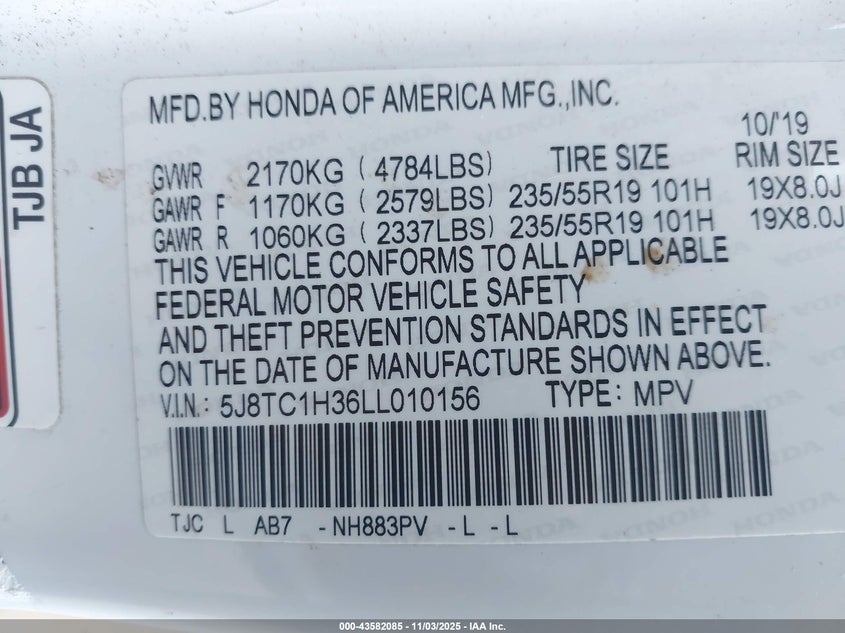 TJB JA
MFD.BY HONDA OF AMERICA MFG.,INC.
10/'19
GVWR 2170KG ( 4784LBS) TIRE SIZE RIM SIZE
GAWR F 1170KG ( 2579LBS) 235/55R19 101H 19X8.0J
GAWR R 1060KG ( 2337LBS) 235/55R19 101H 19X8.0J
THIS VEHICLE CONFORMS TO ALL APPLICABLE
FEDERAL MOTOR VEHICLE SAFETY
AND THEFT PREVENTION STANDARDS IN EFFECT
ON THE DATE OF MANUFACTURE SHOWN ABOVE.
V.I.N.: 5J8TC1H36LL010156 TYPE: MPV
TJC L AB7 -NH883PV -L -L
000-43582085 - 11/03/2025 - IAA Inc.